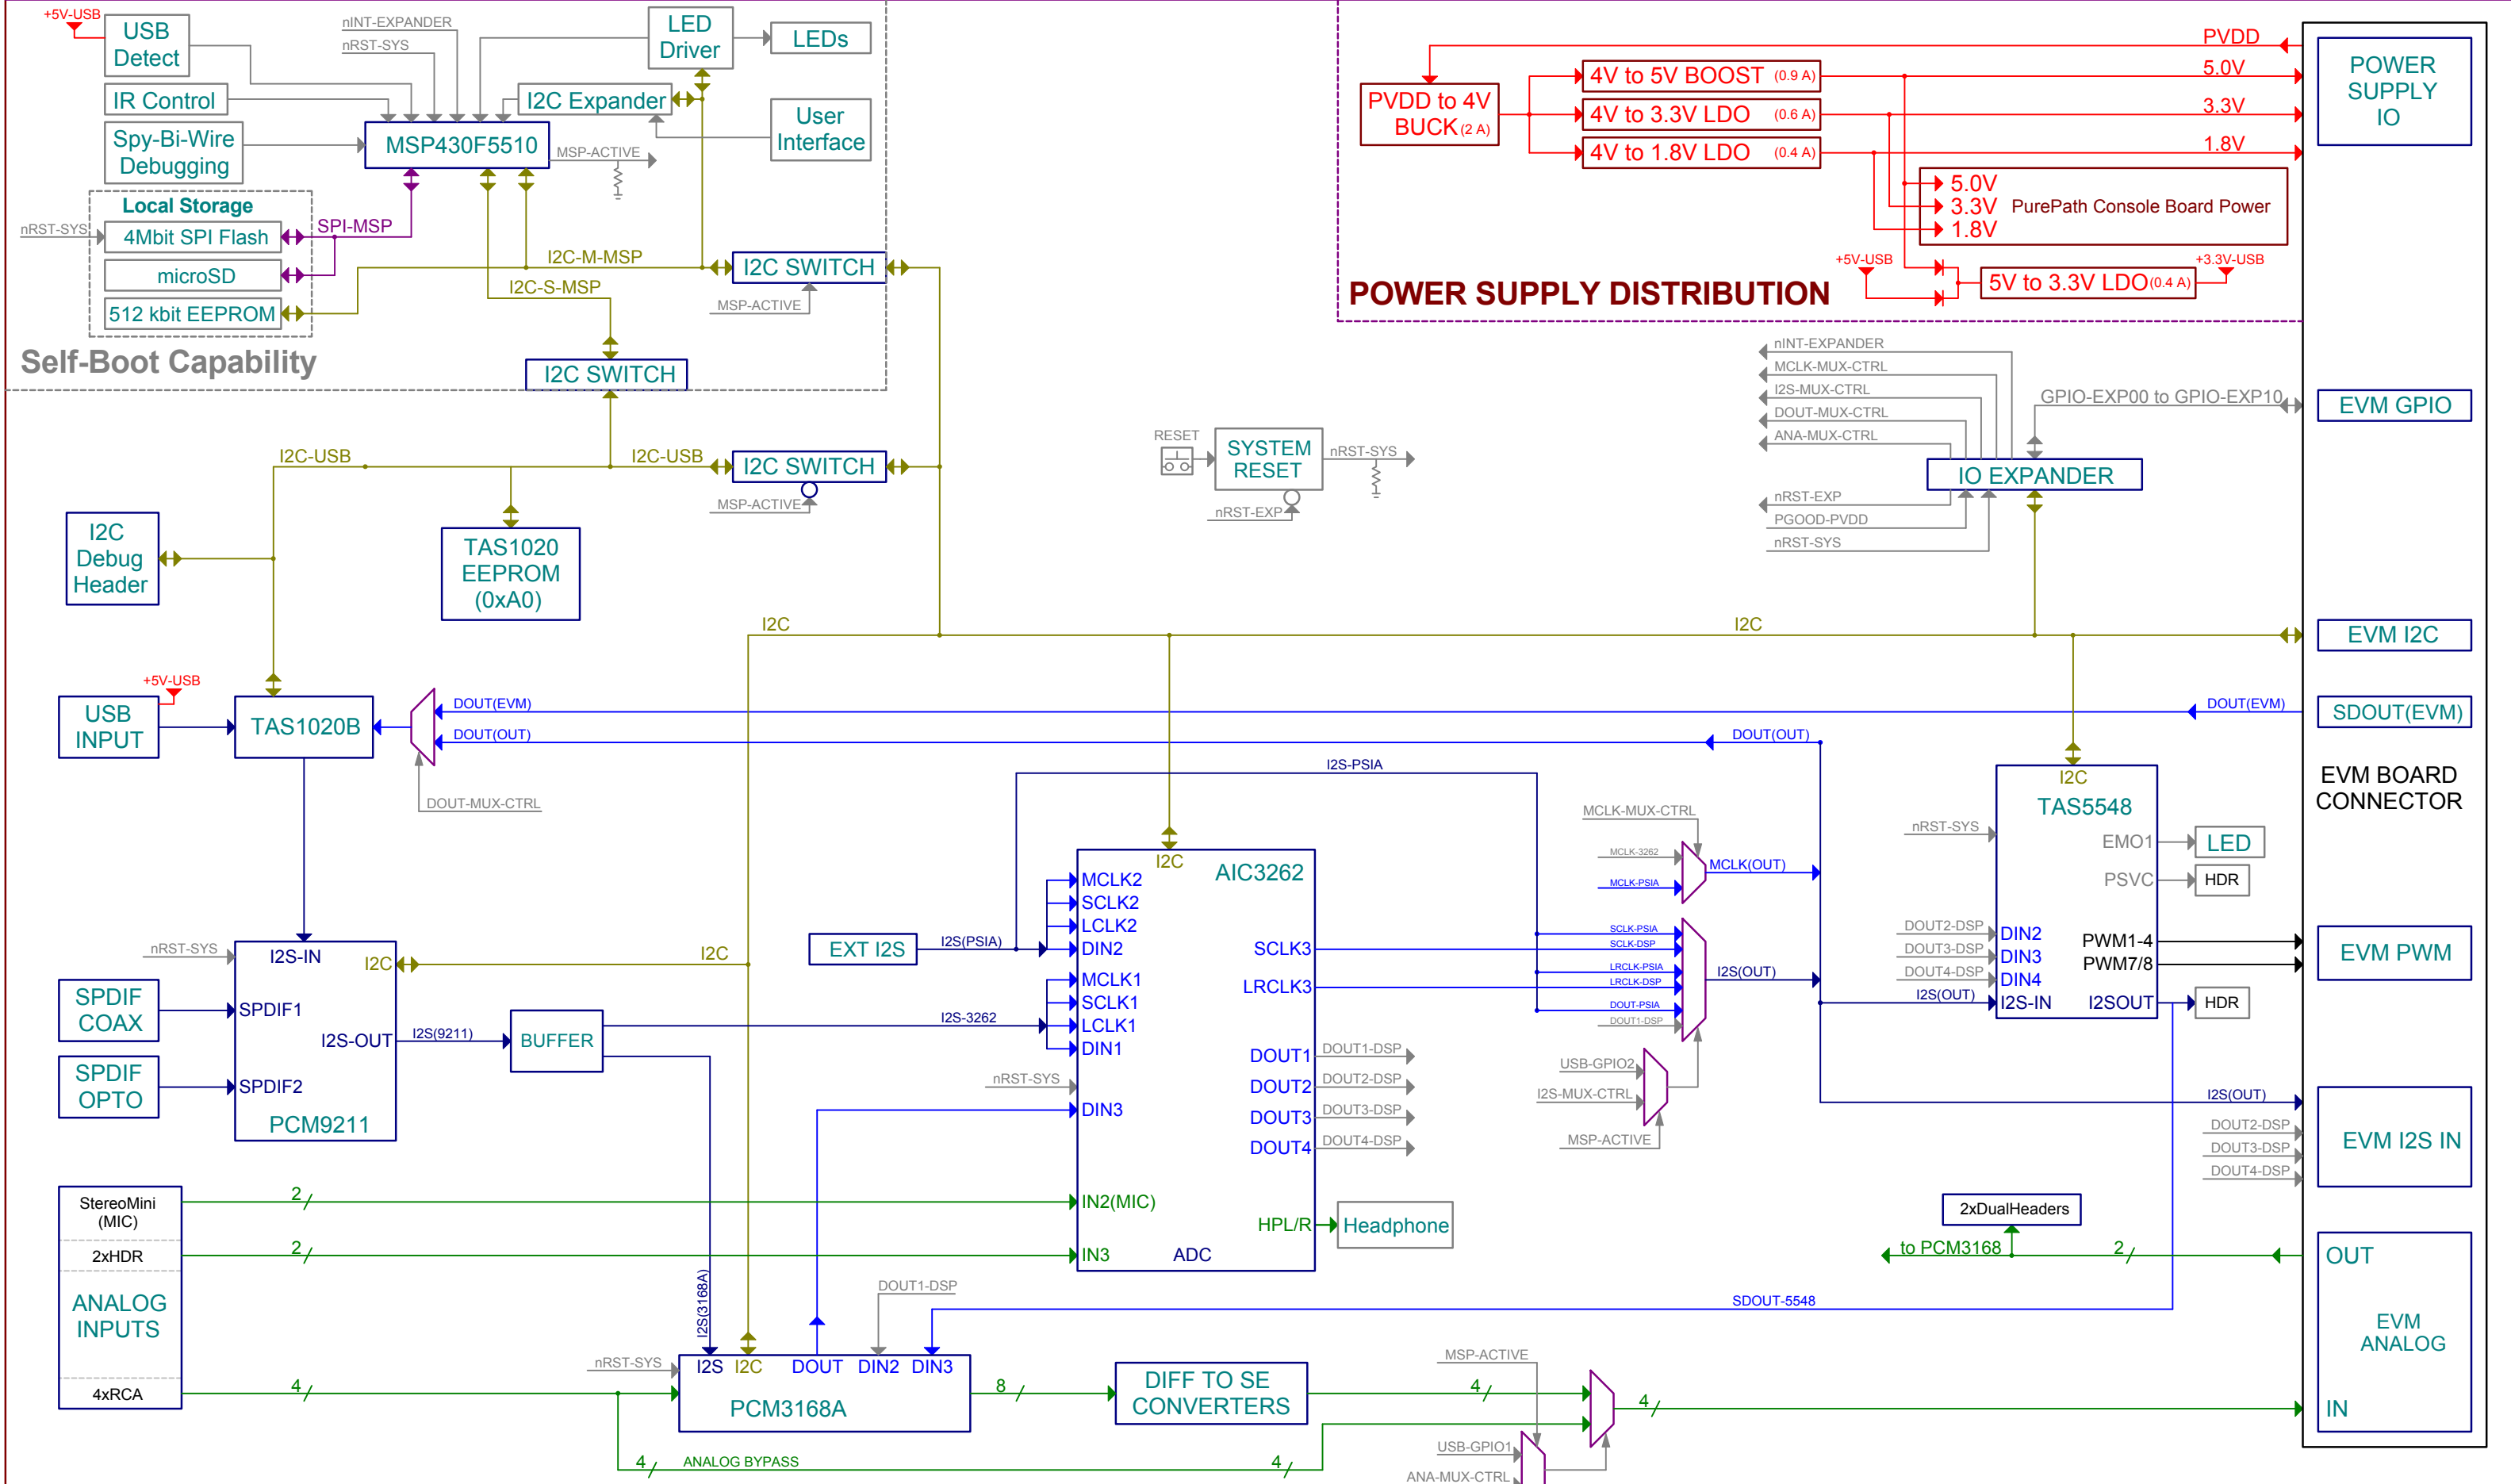 +5V-USB
USB
Detect
nINT-EXPANDER
nRST-SYS
LED
Driver
LEDs
IR Control
I2C Expander
User
Interface
Spy-Bi-Wire
Debugging
MSP430F5510
MSP-ACTIVE
Local Storage
nRST-SYS
4Mbit SPI Flash
SPI-MSP
microSD
512 kbit EEPROM
I2C-M-MSP
I2C-S-MSP
I2C SWITCH
MSP-ACTIVE
Self-Boot Capability
I2C SWITCH
PVDD
5.0V
3.3V
1.8V
PVDD to 4V
BUCK (2 A)
4V to 5V BOOST (0.9 A)
4V to 3.3V LDO (0.6 A)
4V to 1.8V LDO (0.4 A)
5.0V
3.3V
1.8V
PurePath Console Board Power
+5V-USB
5V to 3.3V LDO (0.4 A)
+3.3V-USB
POWER SUPPLY DISTRIBUTION
POWER
SUPPLY
IO
nINT-EXPANDER
MCLK-MUX-CTRL
I2S-MUX-CTRL
DOUT-MUX-CTRL
ANA-MUX-CTRL
GPIO-EXP00 to GPIO-EXP10
EVM GPIO
IO EXPANDER
nRST-EXP
PGOOD-PVDD
nRST-SYS
RESET
SYSTEM
RESET
nRST-SYS
nRST-EXP
I2C-USB
I2C-USB
I2C SWITCH
MSP-ACTIVE
I2C
Debug
Header
TAS1020
EEPROM
(0xA0)
I2C
I2C
EVM I2C
+5V-USB
USB
INPUT
TAS1020B
DOUT(EVM)
DOUT(OUT)
DOUT-MUX-CTRL
DOUT(OUT)
DOUT(EVM)
SDOUT(EVM)
EVM BOARD
CONNECTOR
I2S-PSIA
I2C
TAS5548
nRST-SYS
EMO1
LED
PSVC
HDR
DOUT2-DSP
DIN2
DOUT3-DSP
DIN3
DOUT4-DSP
DIN4
I2S(OUT)
I2S-IN
PWM1-4
PWM7/8
I2SOUT
HDR
EVM PWM
MCLK-MUX-CTRL
MCLK-3262
MCLK-PSIA
MCLK(OUT)
SCLK-PSIA
SCLK-DSP
LRCLK-PSIA
LRCLK-DSP
DOUT-PSIA
DOUT1-DSP
I2S(OUT)
USB-GPIO2
I2S-MUX-CTRL
MSP-ACTIVE
I2C
AIC3262
MCLK2
SCLK2
LCLK2
DIN2
MCLK1
SCLK1
LCLK1
DIN1
nRST-SYS
DIN3
IN2(MIC)
IN3
ADC
SCLK3
LRCLK3
DOUT1
DOUT2
DOUT3
DOUT4
DOUT1-DSP
DOUT2-DSP
DOUT3-DSP
DOUT4-DSP
HPL/R
Headphone
EXT I2S
I2S(PSIA)
nRST-SYS
I2S-IN
I2C
I2C
SPDIF
COAX
SPDIF1
I2S-OUT
I2S(9211)
BUFFER
I2S-3262
SPDIF
OPTO
SPDIF2
PCM9211
I2S(OUT)
DOUT2-DSP
DOUT3-DSP
DOUT4-DSP
EVM I2S IN
StereoMini
(MIC)
2
2xHDR
2
ANALOG
INPUTS
4xRCA
4
I2S(3168A)
DOUT1-DSP
SDOUT-5548
nRST-SYS
I2S
I2C
DOUT
DIN2
DIN3
PCM3168A
8
DIFF TO SE
CONVERTERS
4
4
ANALOG BYPASS
4
MSP-ACTIVE
USB-GPIO1
ANA-MUX-CTRL
4
2xDualHeaders
to PCM3168
2
OUT
EVM
ANALOG
IN